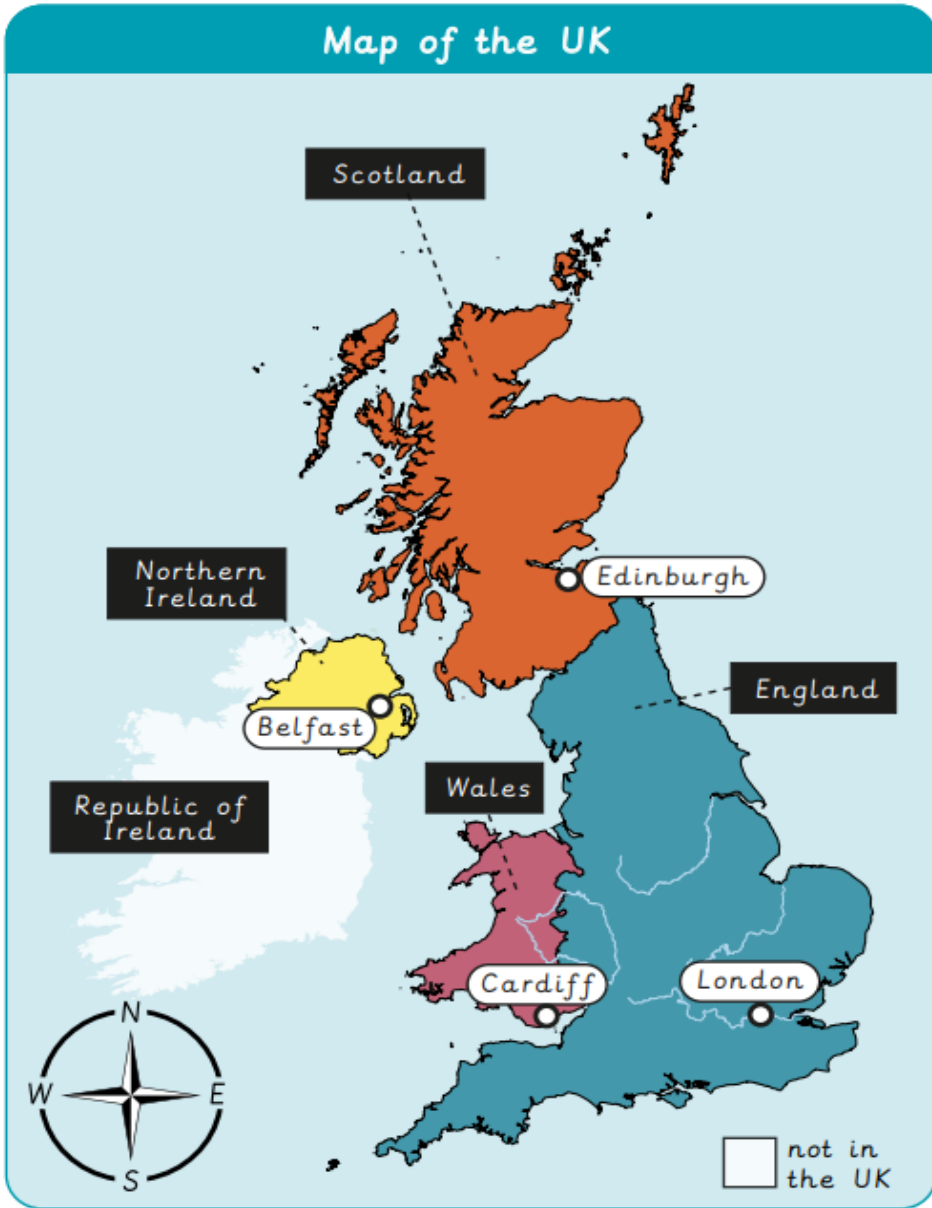 Map of the UK
Scotland
Northern
Ireland
Edinburgh
England
Belfast
Wales
Republic of
Ireland
Cardiff
London
N
W
E
S
not in
the UK